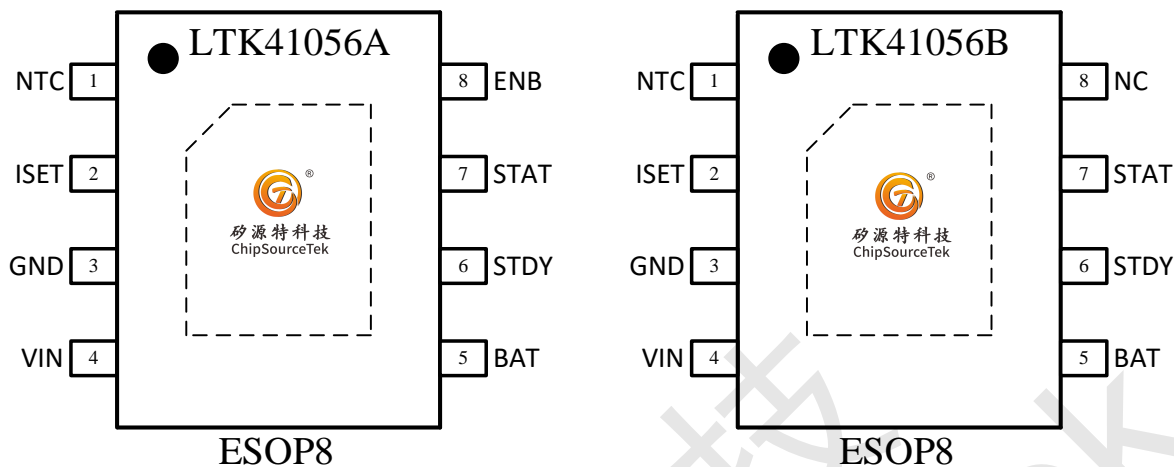 LTK41056A
NTC 1 8 ENB
ISET 2 7 STAT
®
矽源特科技
ChipSourceTek
GND 3 6 STDY
VIN 4 5 BAT
ESOP8
LTK41056B
NTC 1 8 NC
ISET 2 7 STAT
®
矽源特科技
ChipSourceTek
GND 3 6 STDY
VIN 4 5 BAT
ESOP8
技
ek